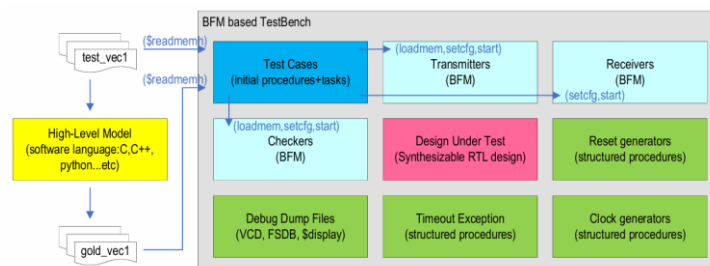 BFM based TestBench
test_vec1
($readmemh)
($readmemh)
Test Cases
(initial procedures+tasks)
(loadmem,setcfg,start)
Transmitters
(BFM)
Receivers
(BFM)
(setcfg,start)
High-Level Model
(software language:C,C++,
python...etc)
(loadmem,setcfg,start)
Checkers
(BFM)
Design Under Test
(Synthesizable RTL design)
Reset generators
(structured procedures)
gold_vec1
Debug Dump Files
(VCD, FSDB, $display)
Timeout Exception
(structured procedures)
Clock generators
(structured procedures)